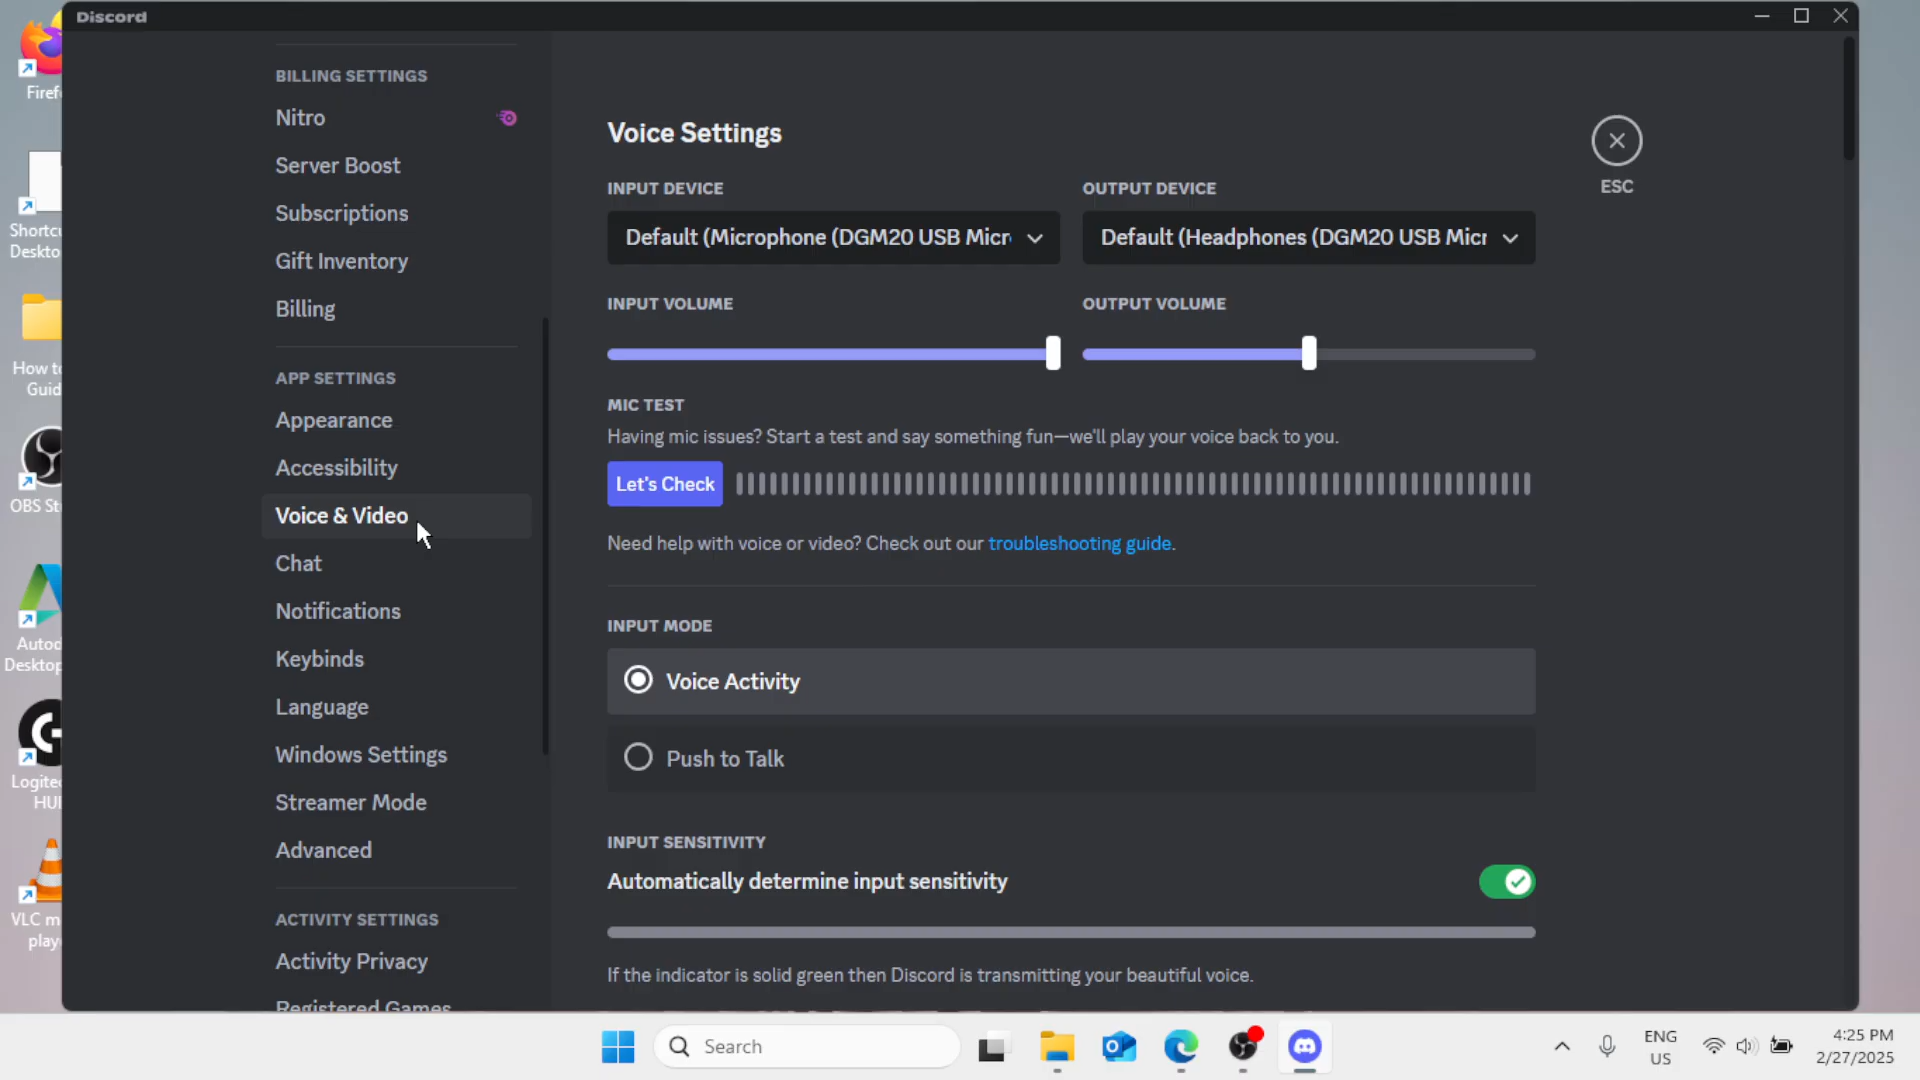 Discord
Firef
Shortcu
Deskto
How to
Guid
OBS St
Autod
Desktop
Logitec
HUI
VLC m
play
BILLING SETTINGS
Nitro
Server Boost
Subscriptions
Gift Inventory
Billing
APP SETTINGS
Appearance
Accessibility
Voice & Video
Chat
Notifications
Keybinds
Language
Windows Settings
Streamer Mode
Advanced
ACTIVITY SETTINGS
Activity Privacy
Registered Games
Voice Settings
ESC
INPUT DEVICE
OUTPUT DEVICE
Default (Microphone (DGM20 USB Micr
Default (Headphones (DGM20 USB Micr
INPUT VOLUME
OUTPUT VOLUME
MIC TEST
Having mic issues? Start a test and say something fun—we'll play your voice back to you.
Let's Check
Need help with voice or video? Check out our troubleshooting guide.
INPUT MODE
Voice Activity
Push to Talk
INPUT SENSITIVITY
Automatically determine input sensitivity
If the indicator is solid green then Discord is transmitting your beautiful voice.
Search
ENG
US
4:25 PM
2/27/2025